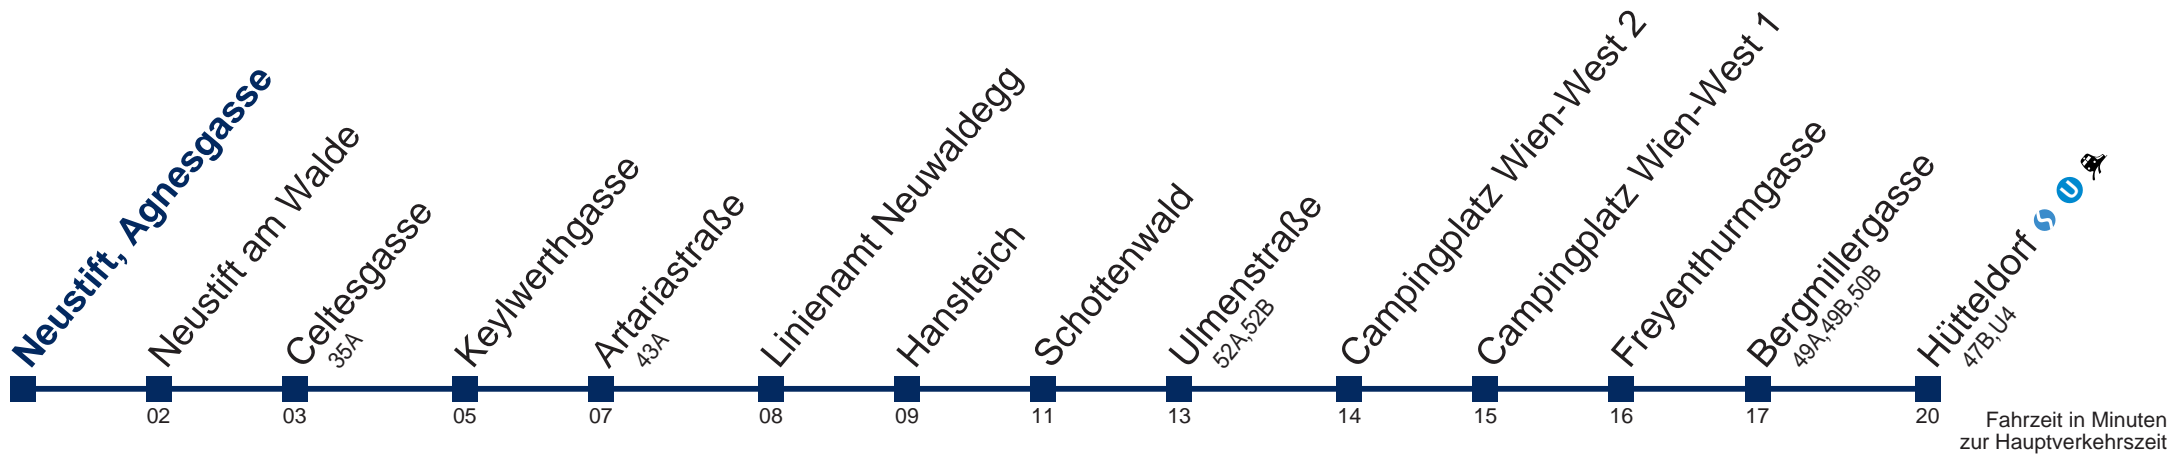 Neustift, Agnesgasse
Neustift am Walde
02
Celtesgasse
35A
03
Keylwerthgasse
05
Artariastraße
43A
07
Linienamt Neuwaldegg
08
Hanslteich
09
Schottenwald
11
Ulmenstraße
52A,52B
13
Campingplatz Wien-West 2
14
Campingplatz Wien-West 1
15
Freyenthurmgasse
16
Bergmillergasse
49A,49B,50B
17
Hütteldorf S U
47B,U4
20
Fahrzeit in Minuten
zur Hauptverkehrszeit